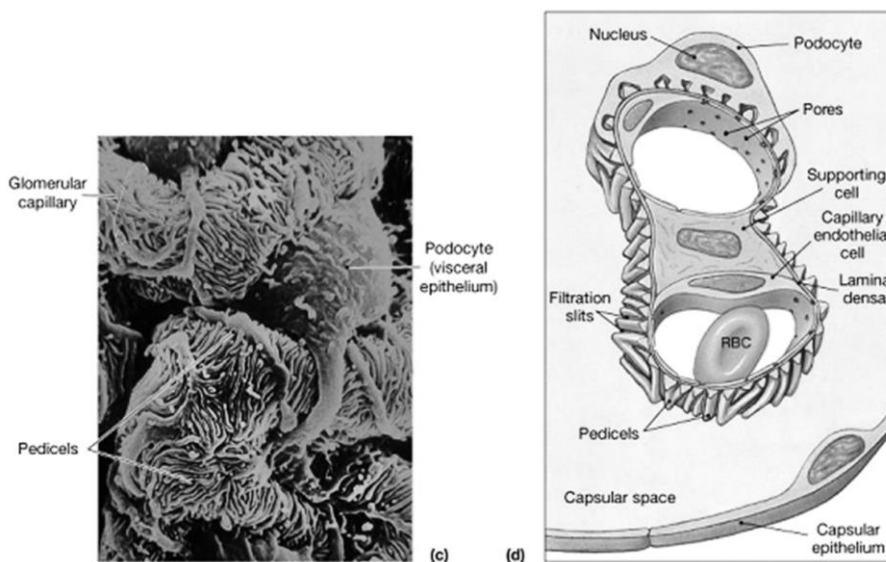 Glomerular
capillary
Podocyte
(visceral
epithelium)
Pedicels
(c)
(d)
Nucleus
Podocyte
Pores
Supporting
cell
Capillary
endothelia
cell
Lamina
densa
Filtration
slits
RBC
Pedicels
Capsular space
Capsular
epithelium